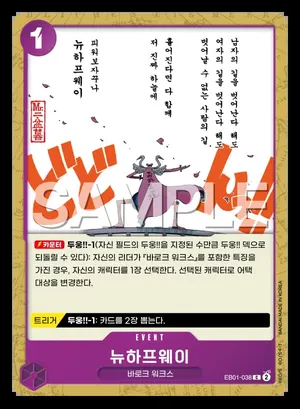 1
남자의 길을 벗어난다 해도
여자의 길을 벗어난다 해도
벗어날 수 없는 사람의 길
흩어진다면 다 함께
저 진짜 하늘에
피워보자꾸나
뉴하프웨이
どど
ん!!
SAMPLE
카운터 두웅!!-1(자신 필드의 두웅!!을 지정된 수만큼 두웅!! 덱으로
되돌릴 수 있다): 자신의 리더가 「바로크 워크스」를 포함한 특징을
가진 경우, 자신의 캐릭터를 1장 선택한다. 선택된 캐릭터로 어택
대상을 변경한다.
트리거 두웅!!-1: 카드를 2장 뽑는다.
EVENT
뉴하프웨이
바로크 워크스
EB01-038 C 2